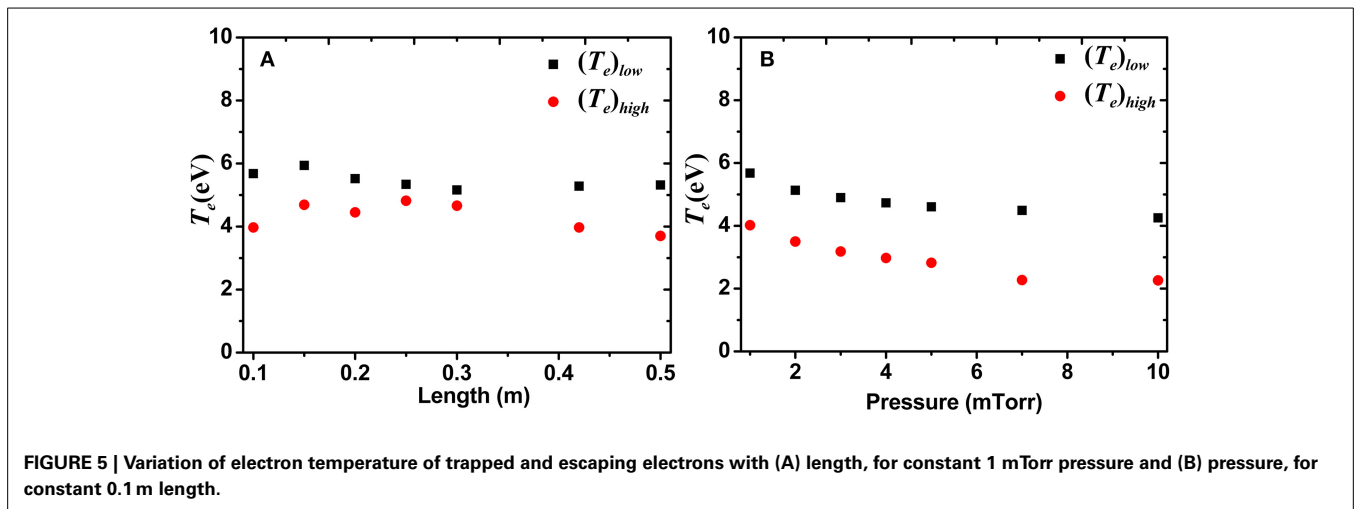 A
B
(Te)low
(Te)high
(Te)low
(Te)high
10
8
6
4
2
0
Te(eV)
0.1 0.2 0.3 0.4 0.5
Length (m)
10
8
6
4
2
0
Te(eV)
2 4 6 8 10
Pressure (mTorr)
FIGURE 5 | Variation of electron temperature of trapped and escaping electrons with (A) length, for constant 1 mTorr pressure and (B) pressure, for
constant 0.1 m length.